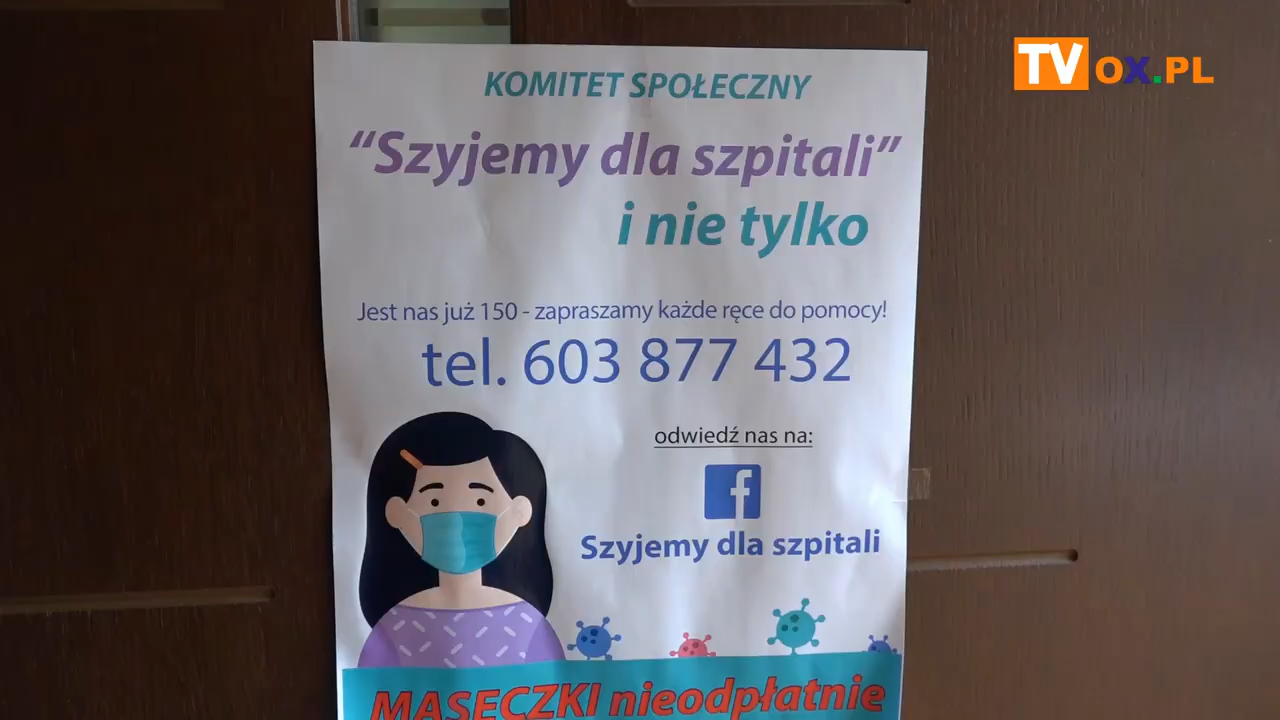 TVOX.PL
KOMITET SPOŁECZNY
"Szyjemy dla szpitali"
i nie tylko
Jest nas już 150 - zapraszamy każde ręce do pomocy!
tel. 603 877 432
odwiedź nas na:
f
Szyjemy dla szpitali
MASECZKI nieodpłatnie